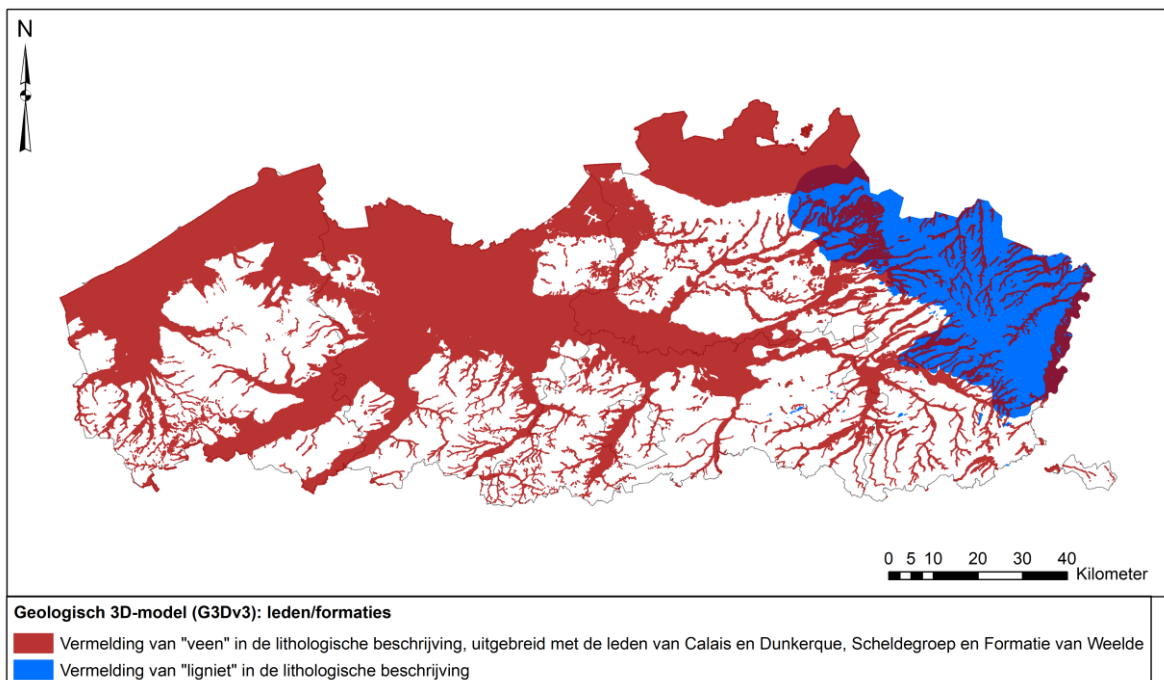 N
0 5 10 20 30 40
Kilometer
Geologisch 3D-model (G3Dv3): leden/formaties
Vermelding van "veen" in de lithologische beschrijving, uitgebreid met de leden van Calais en Dunkerque, Scheldegroep en Formatie van Weelde
Vermelding van "ligniet" in de lithologische beschrijving